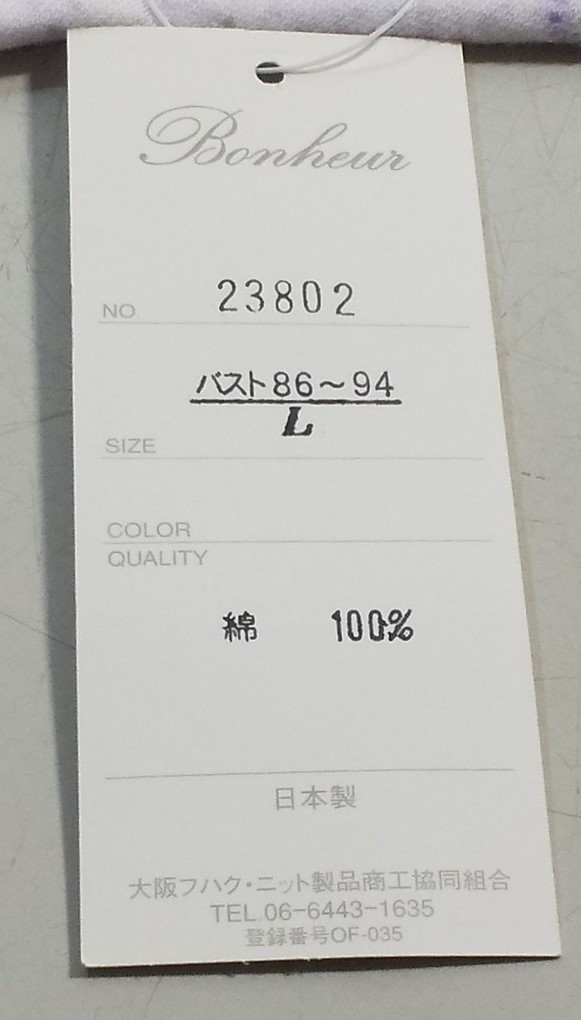 Bonheur
NO 23802
バスト86～94
L
SIZE
COLOR
QUALITY
綿 100%
日本製
大阪フハク・ニット製品商工協同組合
TEL.06-6443-1635
登録番号OF-035